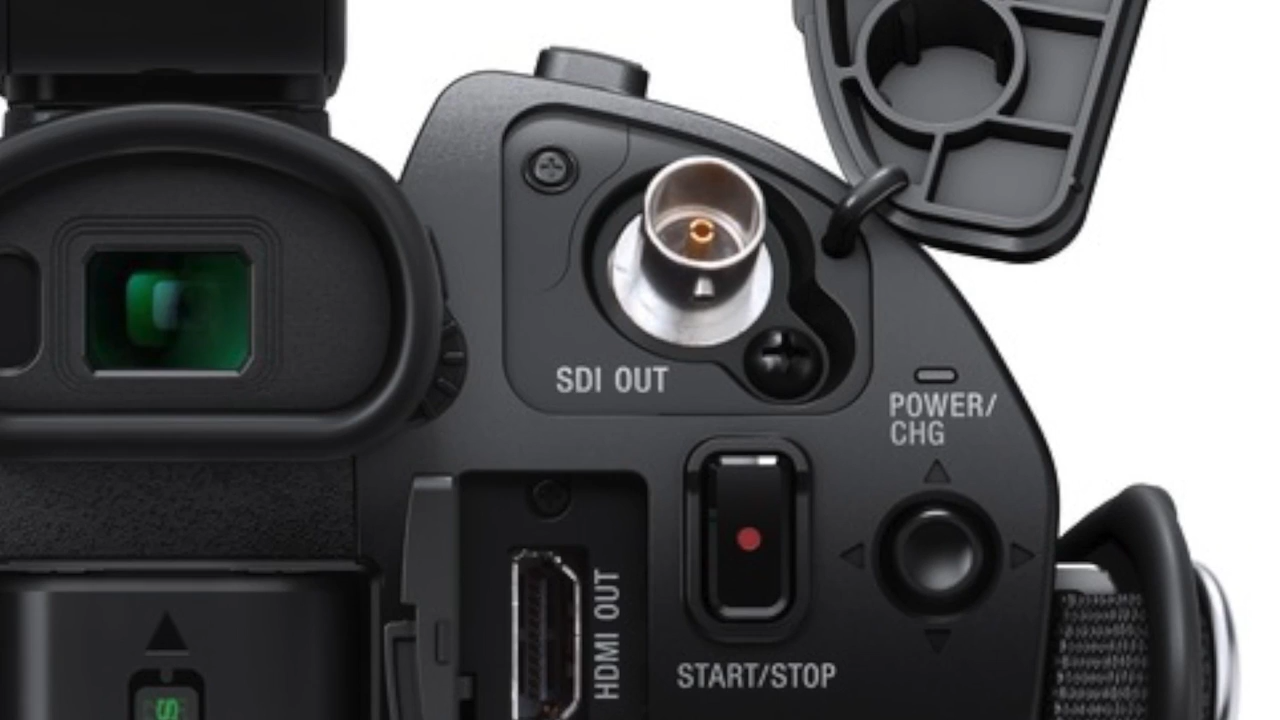 SDI OUT
POWER/
CHG
HDMI OUT
START/STOP